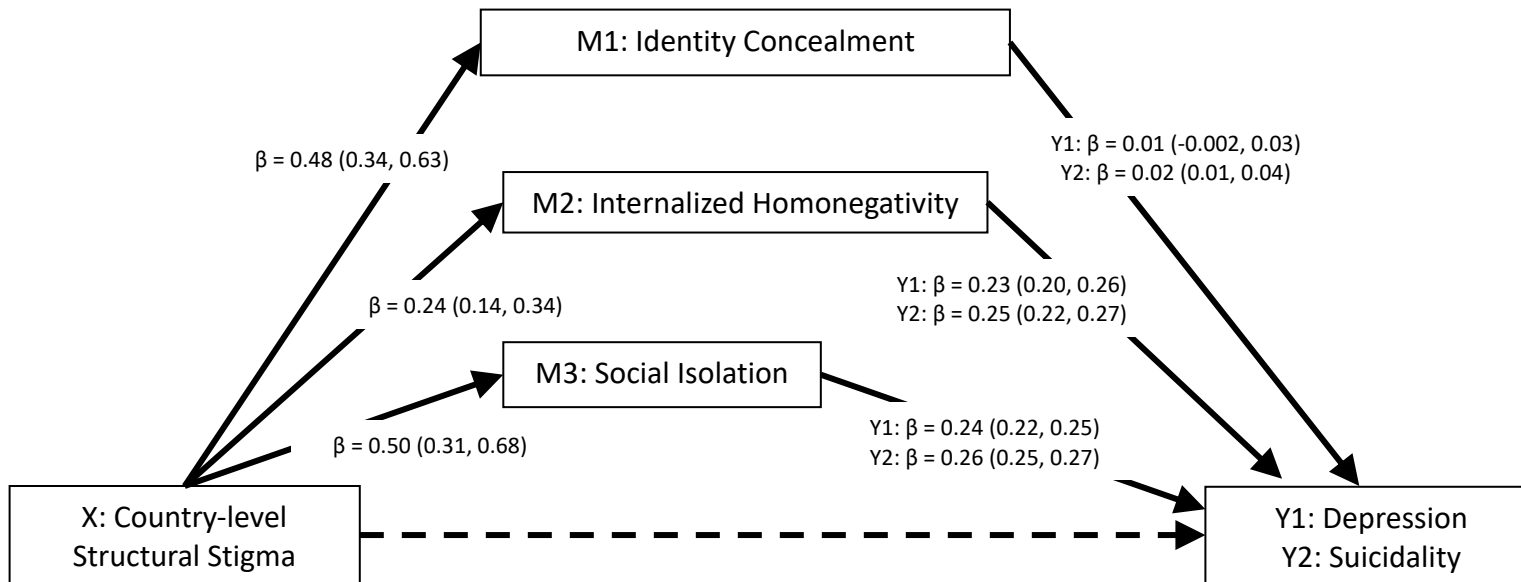 M1: Identity Concealment
β = 0.48 (0.34, 0.63)
Y1: β = 0.01 (-0.002, 0.03)
Y2: β = 0.02 (0.01, 0.04)
M2: Internalized Homonegativity
β = 0.24 (0.14, 0.34)
Y1: β = 0.23 (0.20, 0.26)
Y2: β = 0.25 (0.22, 0.27)
M3: Social Isolation
β = 0.50 (0.31, 0.68)
Y1: β = 0.24 (0.22, 0.25)
Y2: β = 0.26 (0.25, 0.27)
X: Country-level
Structural Stigma
Y1: Depression
Y2: Suicidality